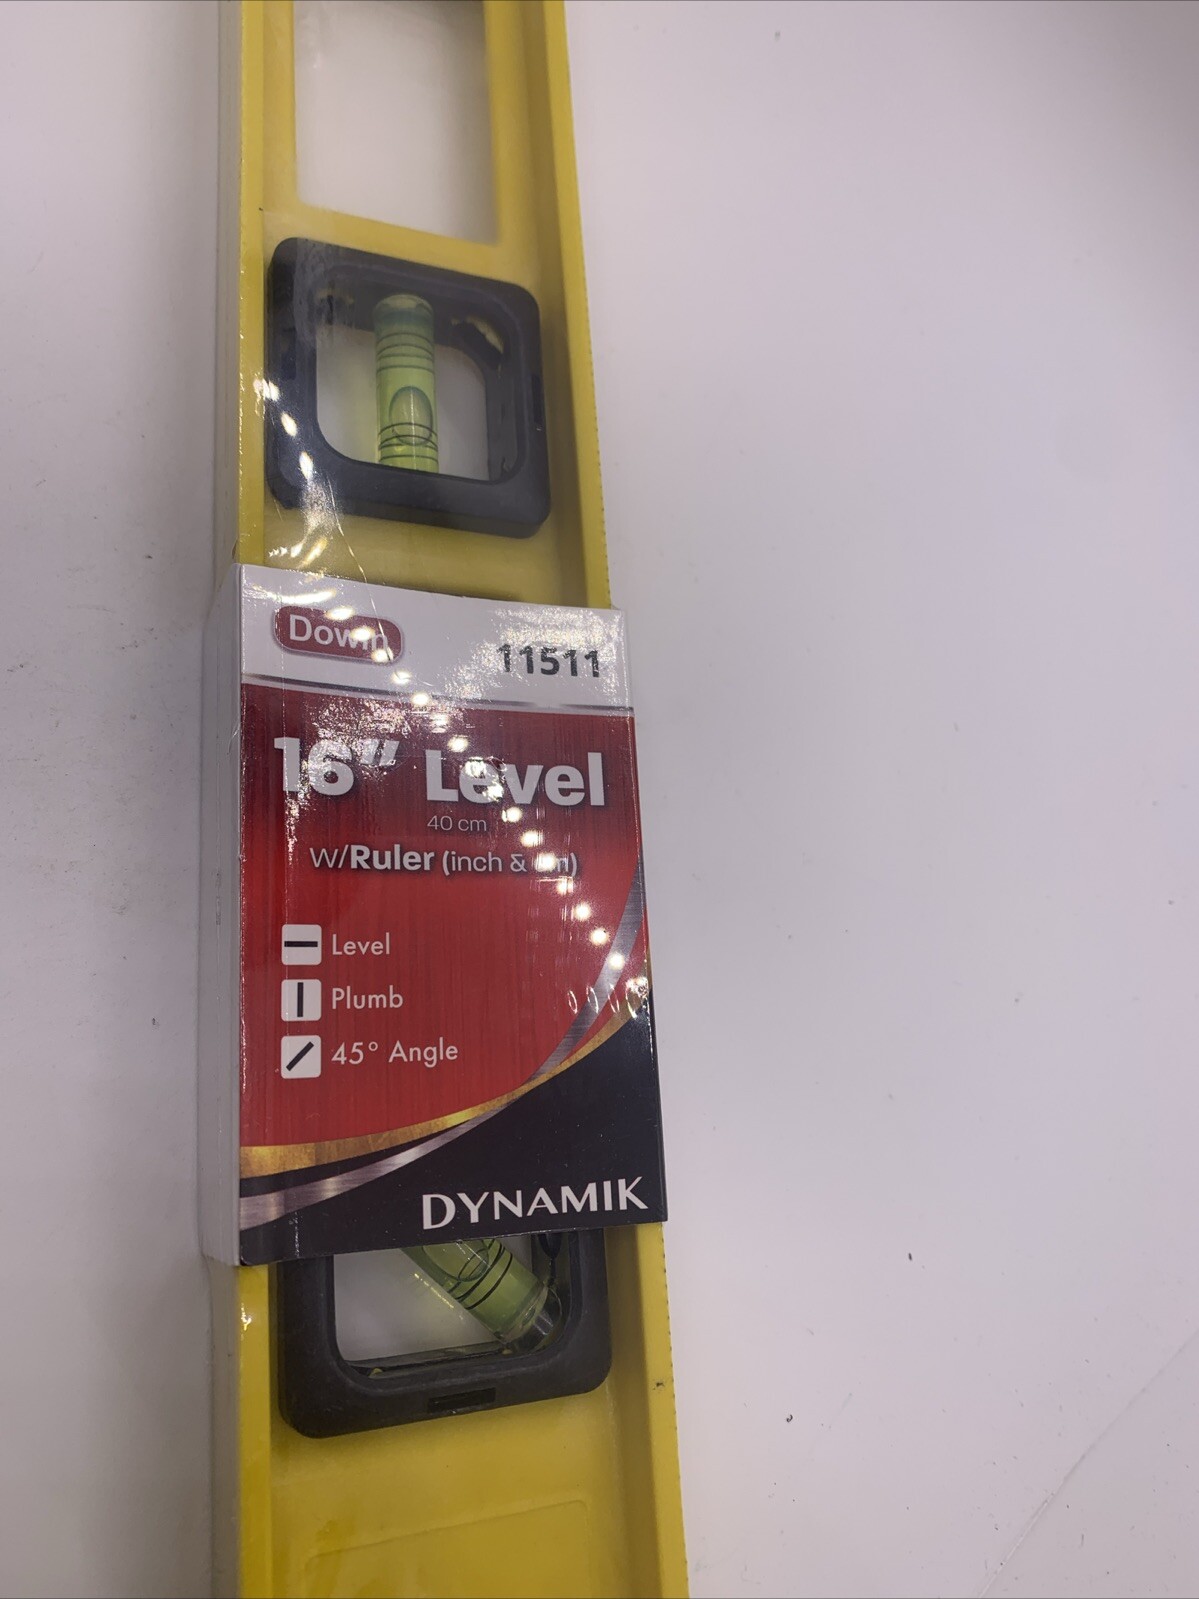 Dowin
11511
16" Level
40 cm
W/Ruler (inch &
Level
Plumb
45° Angle
DYNAMIK